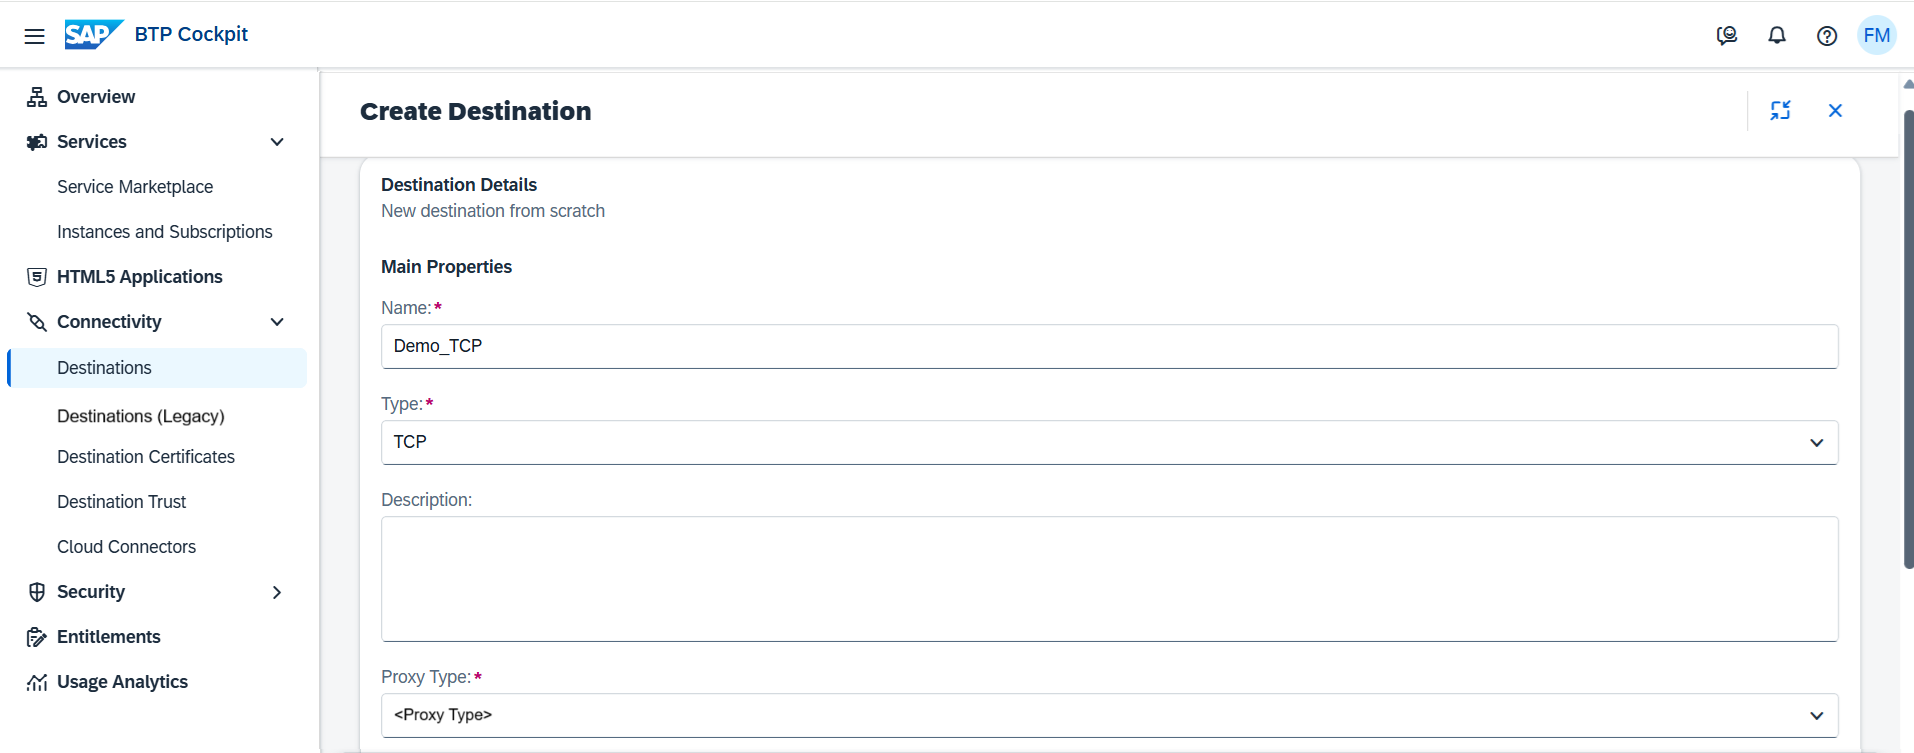 SAP BTP Cockpit
FM
Overview
Services
Service Marketplace
Instances and Subscriptions
HTML5 Applications
Connectivity
Destinations
Destinations (Legacy)
Destination Certificates
Destination Trust
Cloud Connectors
Security
Entitlements
Usage Analytics
Create Destination
Destination Details
New destination from scratch
Main Properties
Name:*
Demo_TCP
Type:*
TCP
Description:
Proxy Type:*
<Proxy Type>